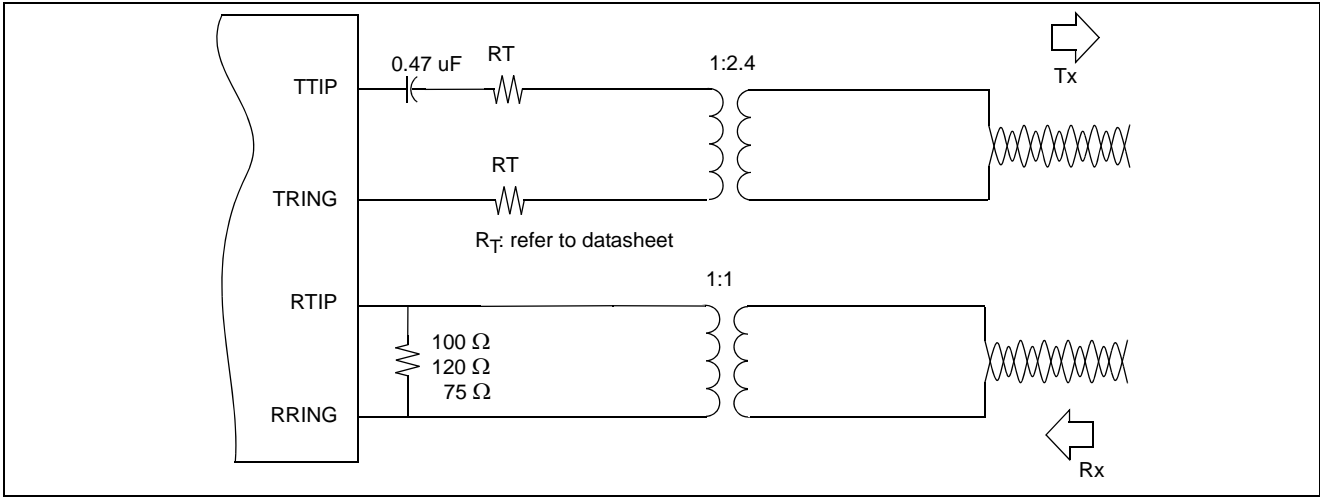 TTIP
0.47 uF
RT
1:2.4
Tx
RT
TRING
RT: refer to datasheet
1:1
RTIP
100 Ω
120 Ω
75 Ω
RRING
Rx